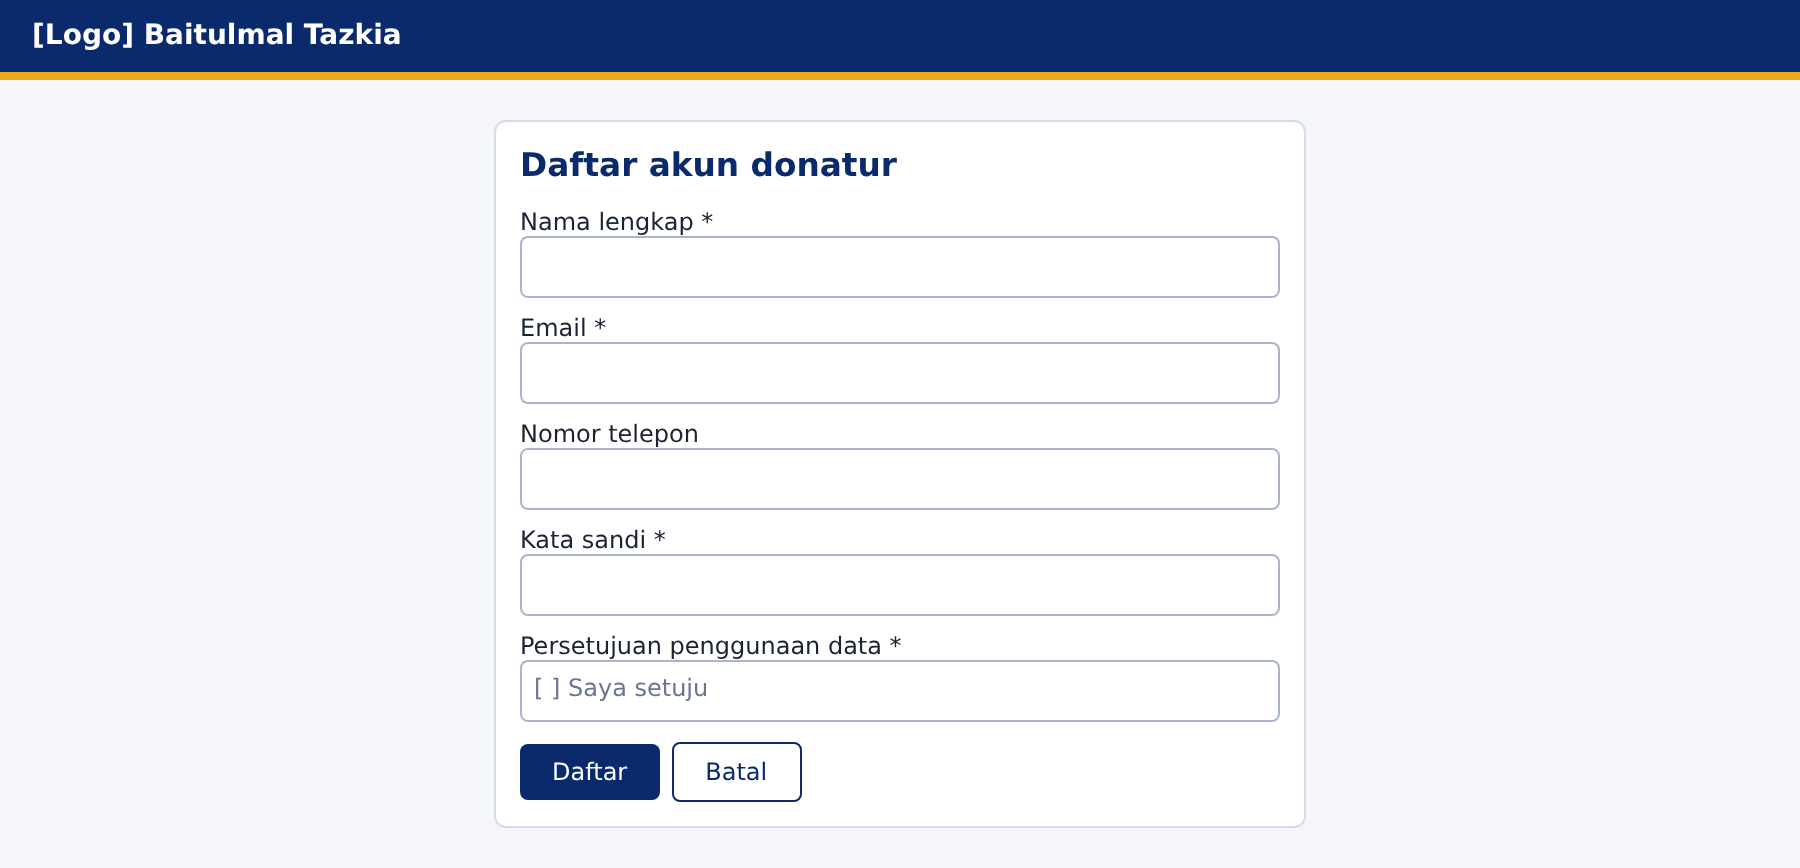 [Logo] Baitulmal Tazkia
Daftar akun donatur
Nama lengkap *
Email *
Nomor telepon
Kata sandi *
Persetujuan penggunaan data *
[ ] Saya setuju
Daftar
Batal